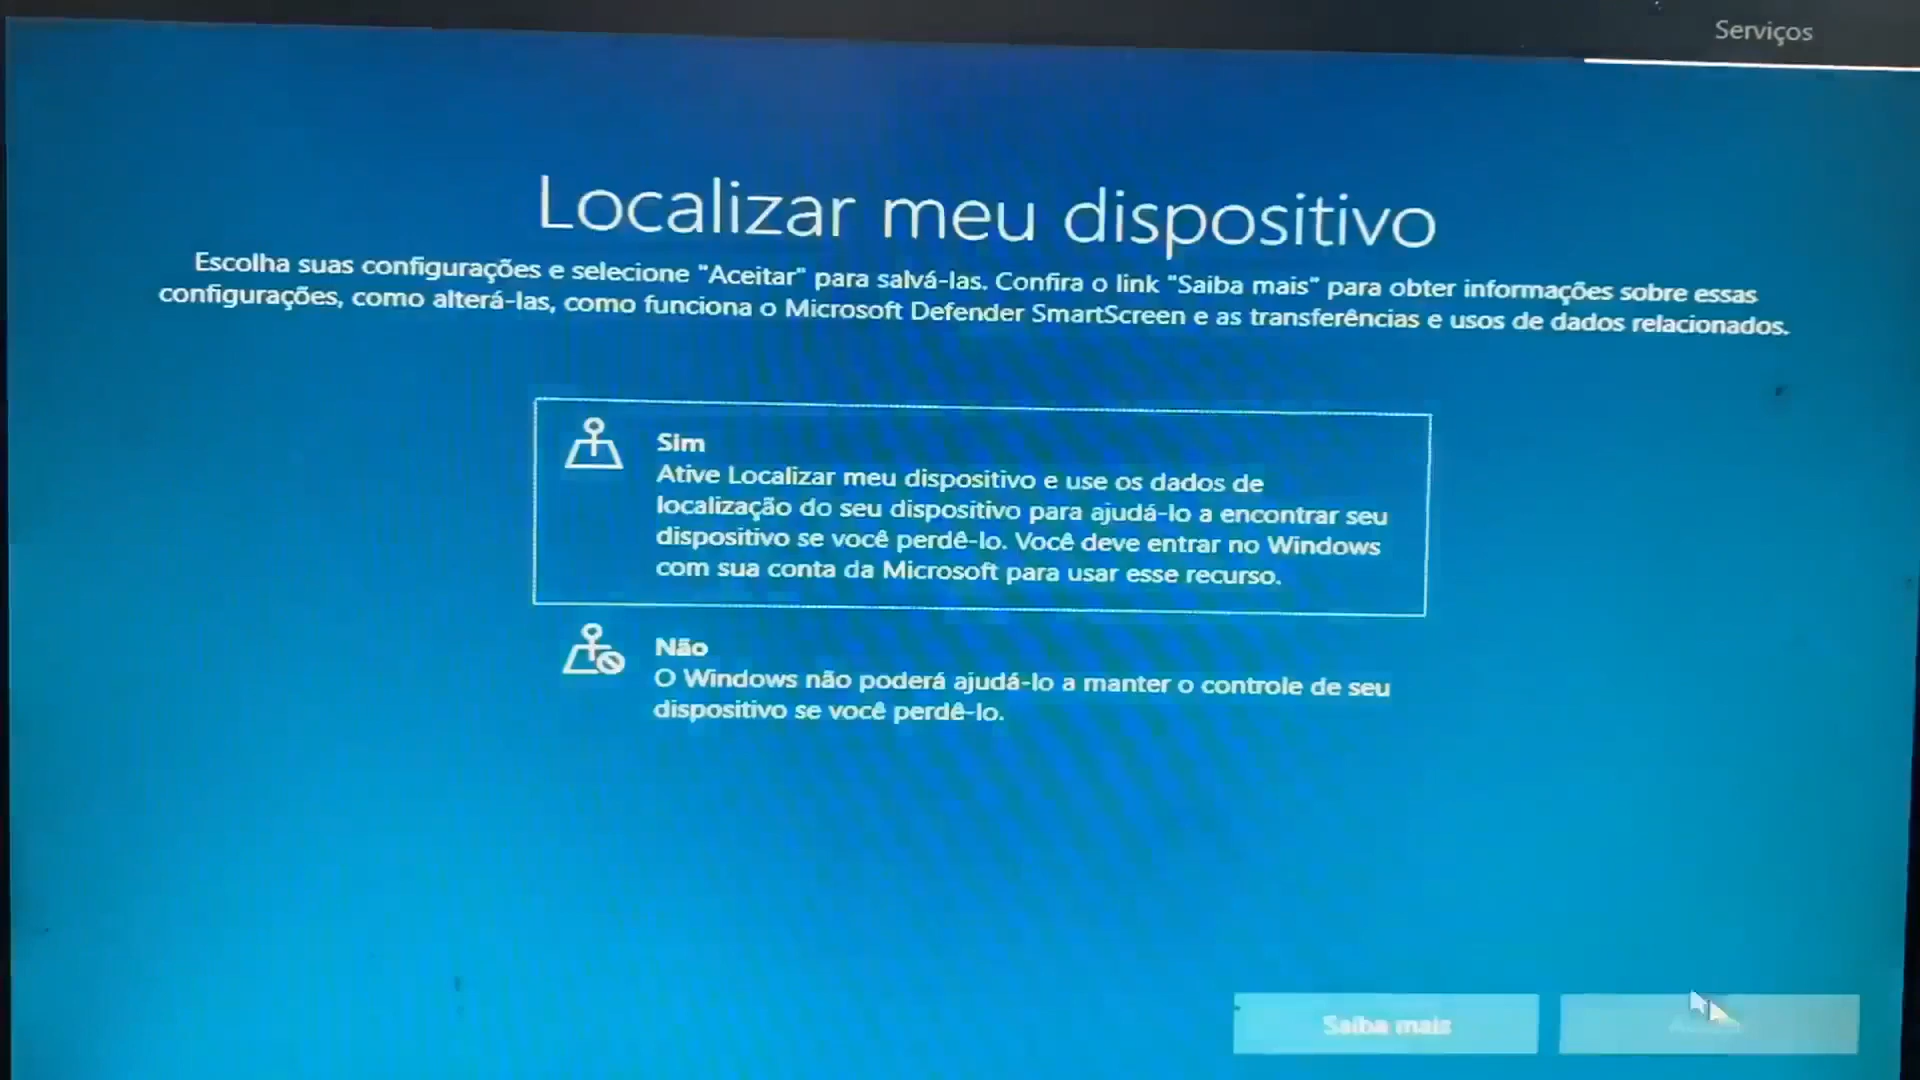 Serviços
Localizar meu dispositivo
Escolha suas configurações e selecione "Aceitar" para salvá-las. Confira o link "Saiba mais" para obter informações sobre essas
configurações, como alterá-las, como funciona o Microsoft Defender SmartScreen e as transferências e usos de dados relacionados.
Sim
Ative Localizar meu dispositivo e use os dados de
localização do seu dispositivo para ajudá-lo a encontrar seu
dispositivo se você perdê-lo. Você deve entrar no Windows
com sua conta da Microsoft para usar esse recurso.
Não
O Windows não poderá ajudá-lo a manter o controle de seu
dispositivo se você perdê-lo.
Saiba mais